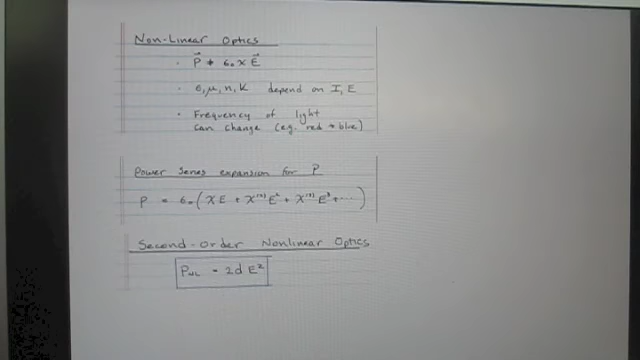 Non-Linear Optics
· P⃗ ≠ ε₀ χ E⃗
· ε, μ, n, K depend on I, E
· Frequency of light
can change (e.g. red → blue)
Power Series expansion for P
P = ε₀ ( χE + χ⁽²⁾E² + χ⁽³⁾E³ + ... )
Second-Order Nonlinear Optics
P_NL = 2d E²